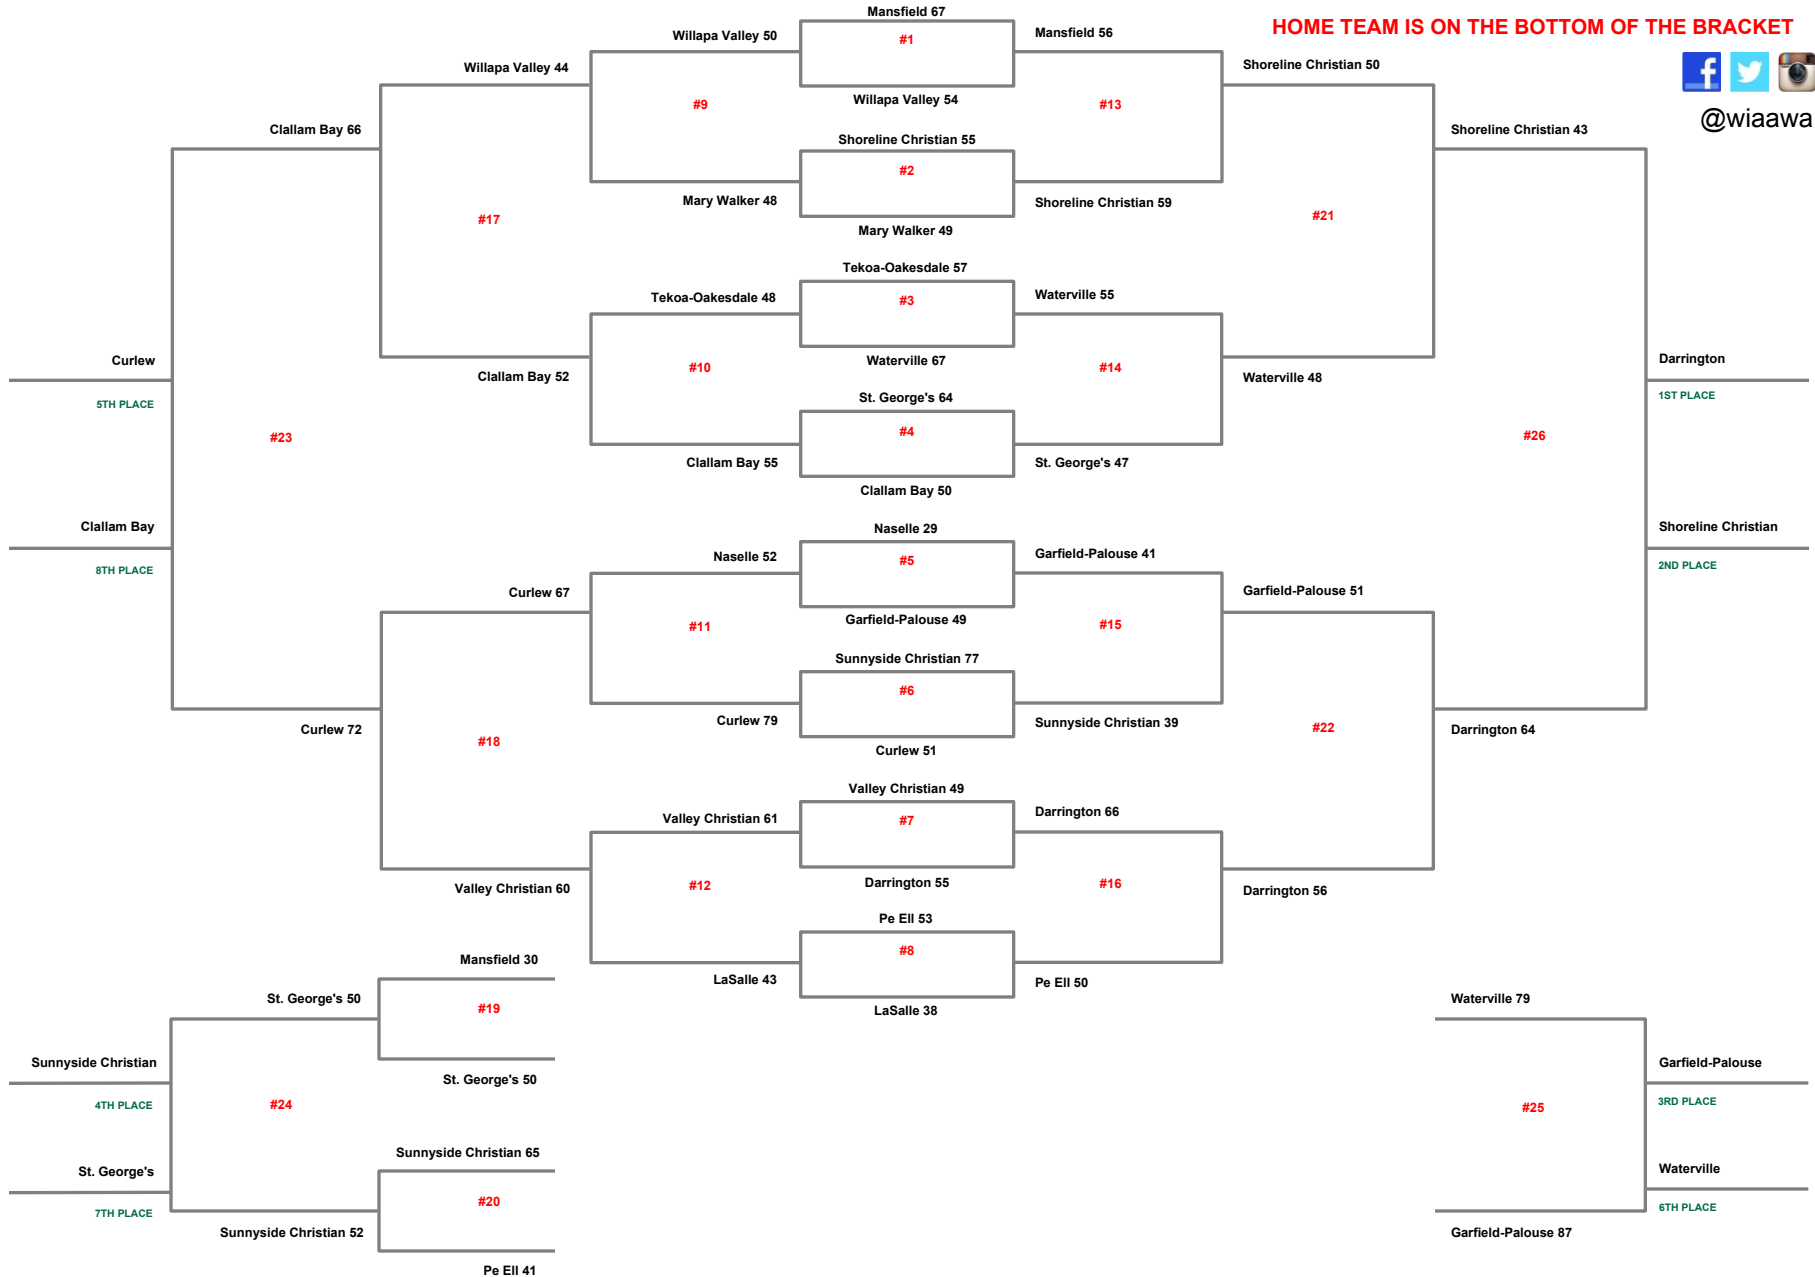 Mansfield 67
HOME TEAM IS ON THE BOTTOM OF THE BRACKET
Willapa Valley 50
#1
Mansfield 56
Willapa Valley 44
Shoreline Christian 50
#9
Willapa Valley 54
#13
@wiaawa
Clallam Bay 66
Shoreline Christian 43
Shoreline Christian 55
#2
Mary Walker 48
Shoreline Christian 59
#17
#21
Mary Walker 49
Tekoa-Oakesdale 57
Tekoa-Oakesdale 48
#3
Waterville 55
Curlew
Waterville 67
Darrington
#10
#14
Clallam Bay 52
Waterville 48
5TH PLACE
St. George's 64
1ST PLACE
#23
#4
#26
Clallam Bay 55
St. George's 47
Clallam Bay 50
Clallam Bay
Naselle 29
Shoreline Christian
Naselle 52
#5
Garfield-Palouse 41
8TH PLACE
2ND PLACE
Curlew 67
Garfield-Palouse 51
#11
Garfield-Palouse 49
#15
Sunnyside Christian 77
#6
Curlew 79
Sunnyside Christian 39
Curlew 72
#18
#22
Darrington 64
Curlew 51
Valley Christian 49
Valley Christian 61
#7
Darrington 66
Valley Christian 60
#12
Darrington 55
#16
Darrington 56
Pe Ell 53
Mansfield 30
#8
LaSalle 43
Pe Ell 50
St. George's 50
#19
LaSalle 38
Waterville 79
Sunnyside Christian
Garfield-Palouse
St. George's 50
4TH PLACE
#24
#25
3RD PLACE
Sunnyside Christian 65
St. George's
Waterville
#20
7TH PLACE
6TH PLACE
Sunnyside Christian 52
Garfield-Palouse 87
Pe Ell 41